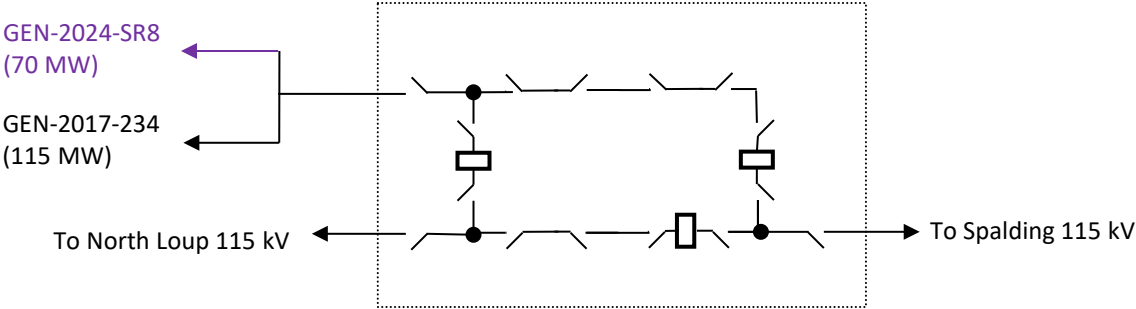 GEN-2024-SR8
(70 MW)
GEN-2017-234
(115 MW)
To North Loup 115 kV
To Spalding 115 kV